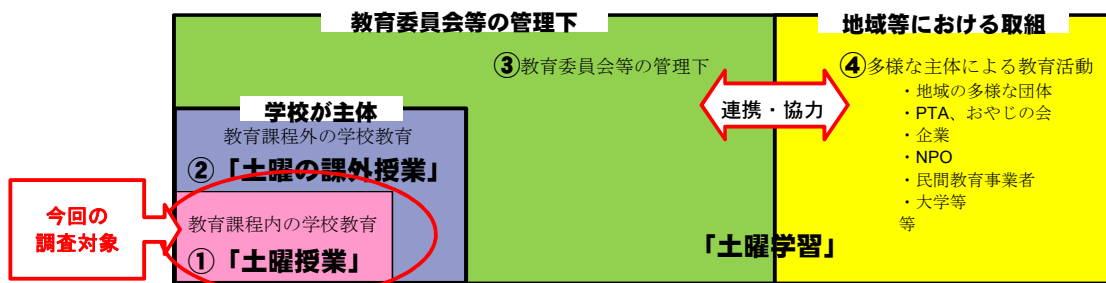 教育委員会等の管理下
地域等における取組
③教育委員会等の管理下
④多様な主体による教育活動
・地域の多様な団体
・PTA、おやじの会
・企業
・NPO
・民間教育事業者
・大学等
等
連携・協力
学校が主体
教育課程外の学校教育
②「土曜の課外授業」
今回の
調査対象
教育課程内の学校教育
①「土曜授業」
「土曜学習」